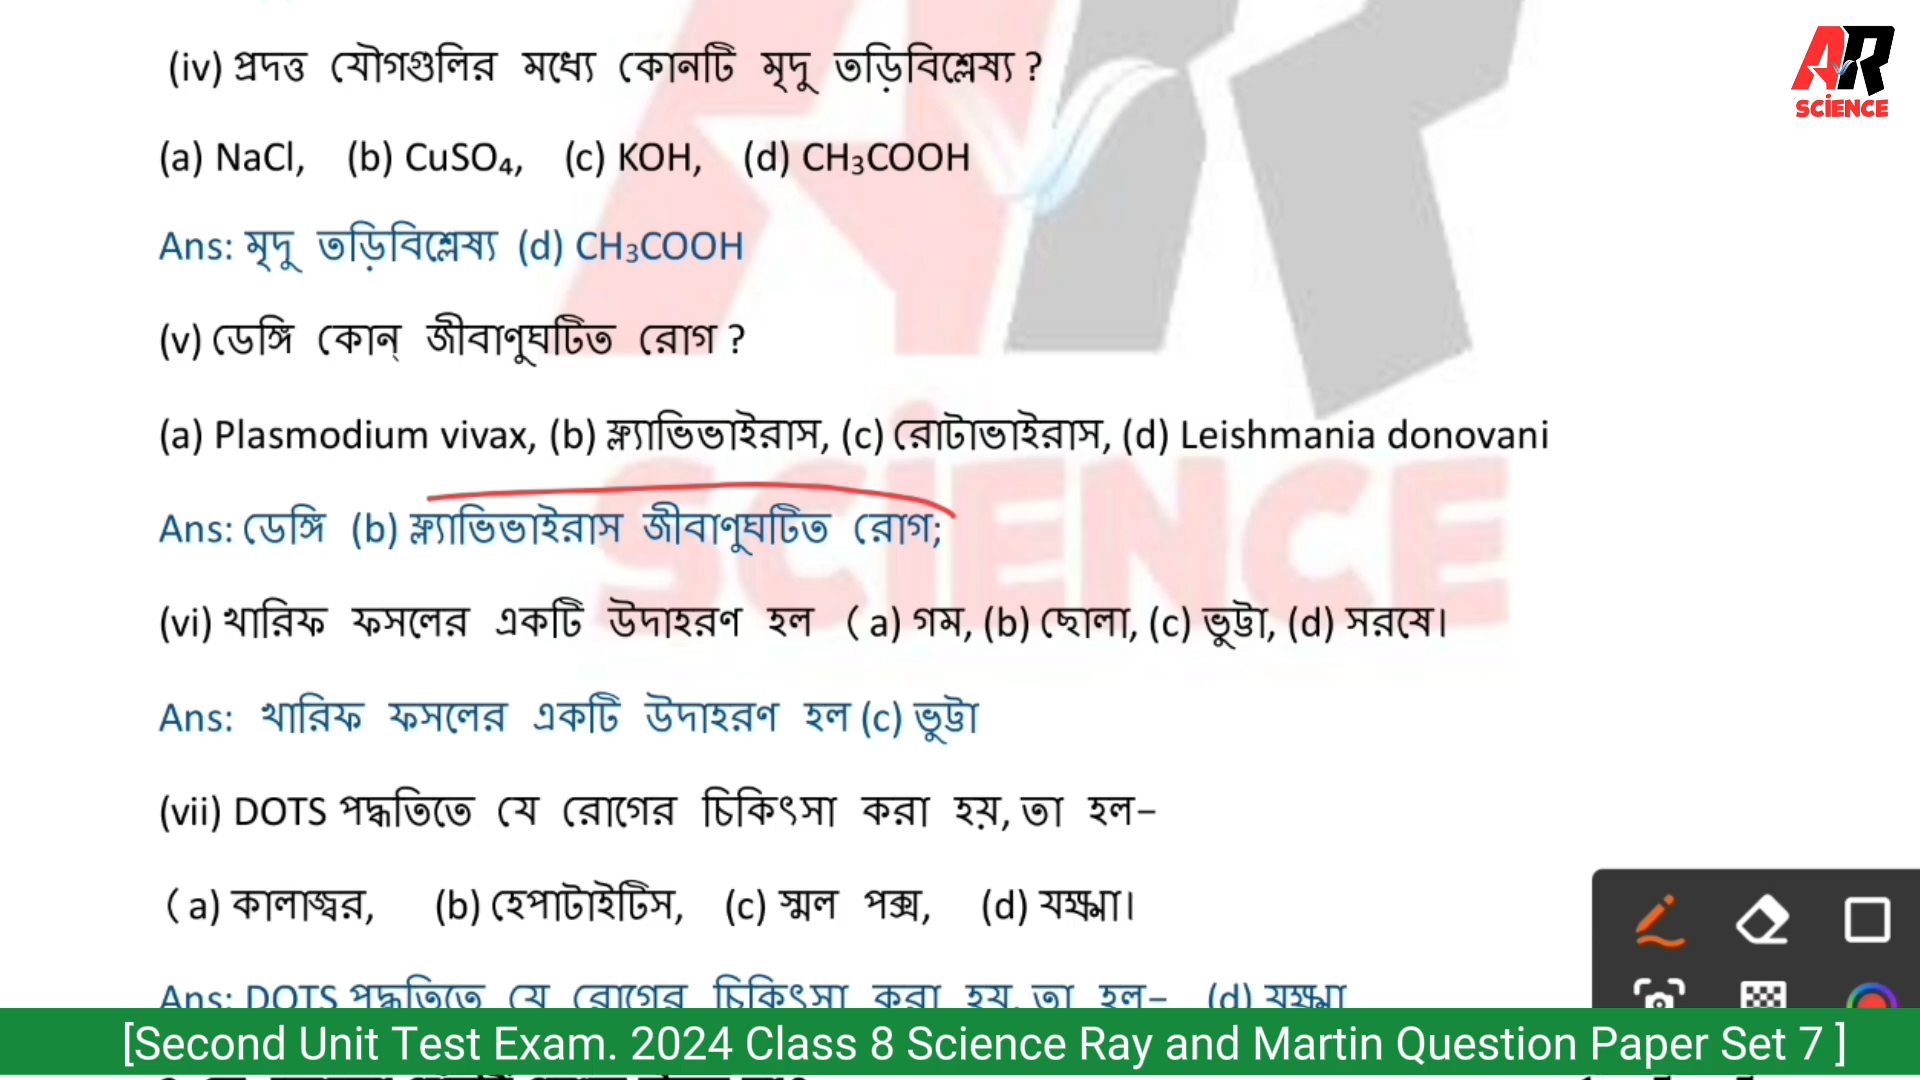 (iv) প্রদত্ত যৌগগুলির মধ্যে কোনটি মৃদু তড়িবিশ্লেষ্য ?
AR
SCIENCE
(a) NaCl, (b) CuSO₄, (c) KOH, (d) CH₃COOH
Ans: মৃদু তড়িবিশ্লেষ্য (d) CH₃COOH
(v) ডেঙ্গি কোন্ জীবাণুঘটিত রোগ ?
(a) Plasmodium vivax, (b) ফ্ল্যাভিভাইরাস, (c) রোটাভাইরাস, (d) Leishmania donovani
SCIENCE
Ans: ডেঙ্গি (b) ফ্ল্যাভিভাইরাস জীবাণুঘটিত রোগ;
(vi) খারিফ ফসলের একটি উদাহরণ হল (a) গম, (b) ছোলা, (c) ভুট্টা, (d) সরষে।
Ans: খারিফ ফসলের একটি উদাহরণ হল (c) ভুট্টা
(vii) DOTS পদ্ধতিতে যে রোগের চিকিৎসা করা হয়, তা হল–
(a) কালাজ্বর, (b) হেপাটাইটিস, (c) স্মল পক্স, (d) যক্ষ্মা।
Ans: DOTS পদ্ধতিতে যে রোগের চিকিৎসা করা হয়, তা হল– (d) যক্ষ্মা
[Second Unit Test Exam. 2024 Class 8 Science Ray and Martin Question Paper Set 7 ]